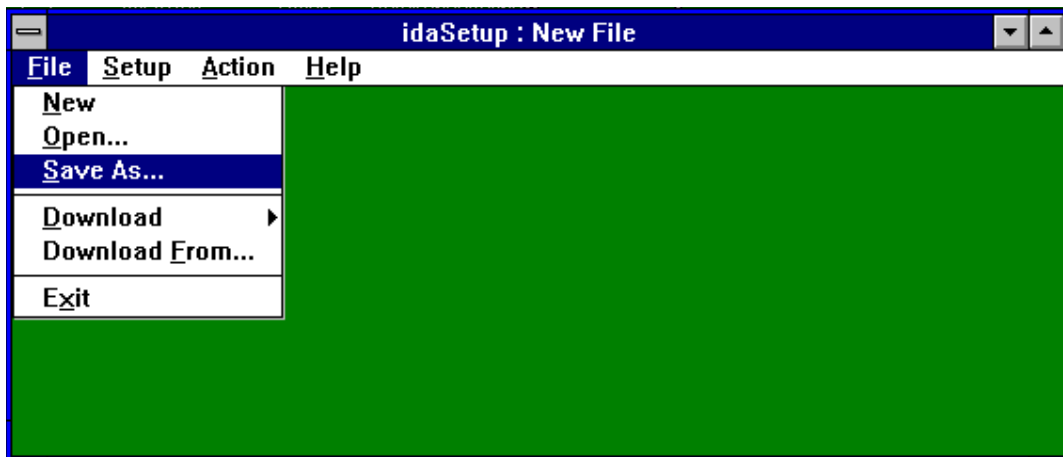 idaSetup : New File
File Setup Action Help
New
Open...
Save As...
Download
Download From...
Exit